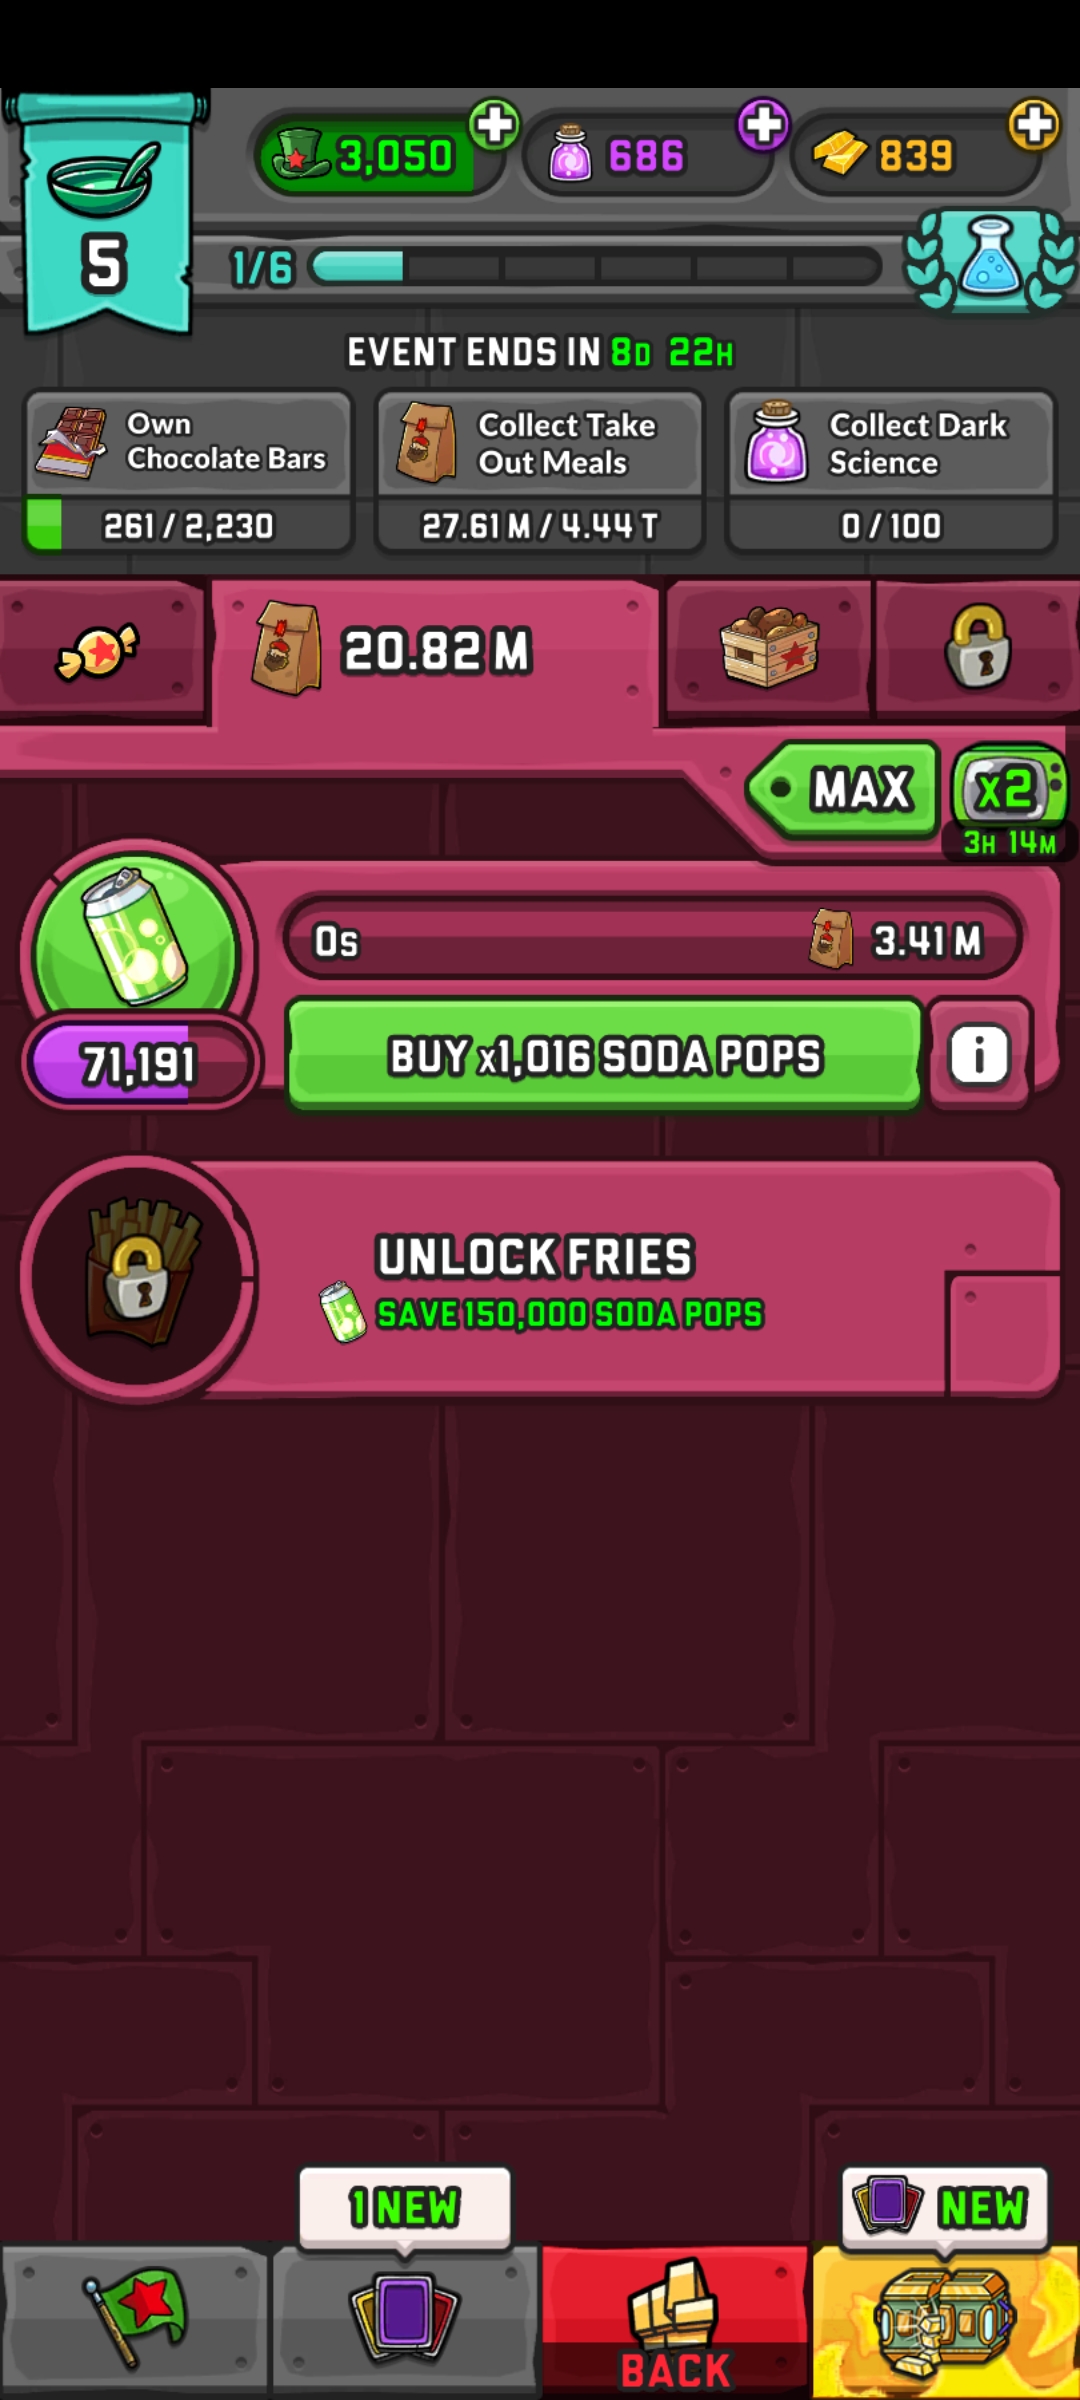 3,050
686
839
5
1/6
EVENT ENDS IN 8D 22H
Own
Chocolate Bars
261 / 2,230
Collect Take
Out Meals
27.61 M / 4.44 T
Collect Dark
Science
0 / 100
20.82 M
MAX
x2
3H 14M
0s
3.41 M
71,191
BUY x1,016 SODA POPS
i
UNLOCK FRIES
SAVE 150,000 SODA POPS
1 NEW
NEW
BACK